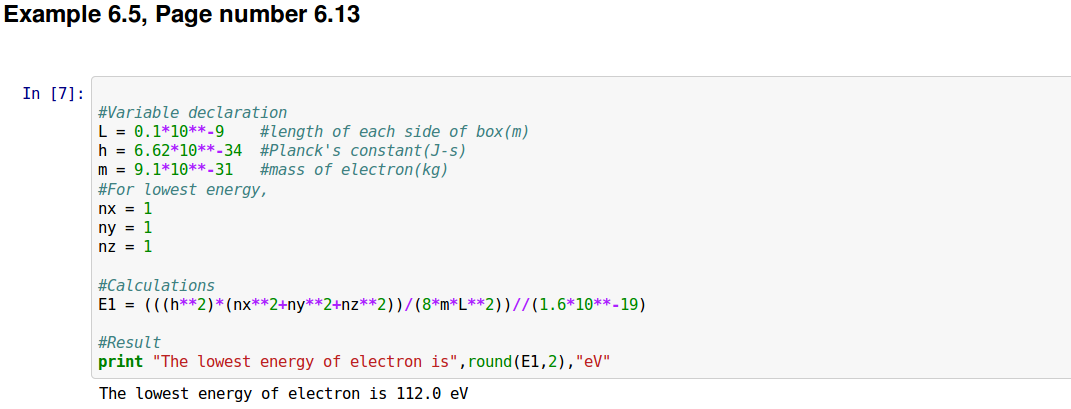 Example 6.5, Page number 6.13
In [7]:
#Variable declaration
L = 0.1*10**-9    #length of each side of box(m)
h = 6.62*10**-34  #Planck's constant(J-s)
m = 9.1*10**-31   #mass of electron(kg)
#For lowest energy,
nx = 1
ny = 1
nz = 1
#Calculations
E1 = (((h**2)*(nx**2+ny**2+nz**2))/(8*m*L**2))//(1.6*10**-19)
#Result
print "The lowest energy of electron is",round(E1,2),"eV"
The lowest energy of electron is 112.0 eV